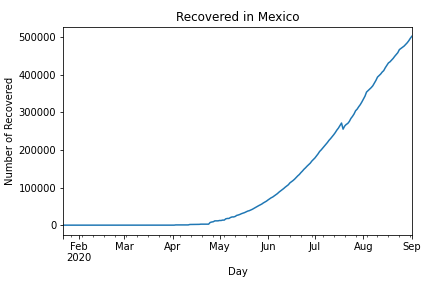 Recovered in Mexico
Number of Recovered
500000
400000
300000
200000
100000
0
Feb Mar Apr May Jun Jul Aug Sep
2020
Day